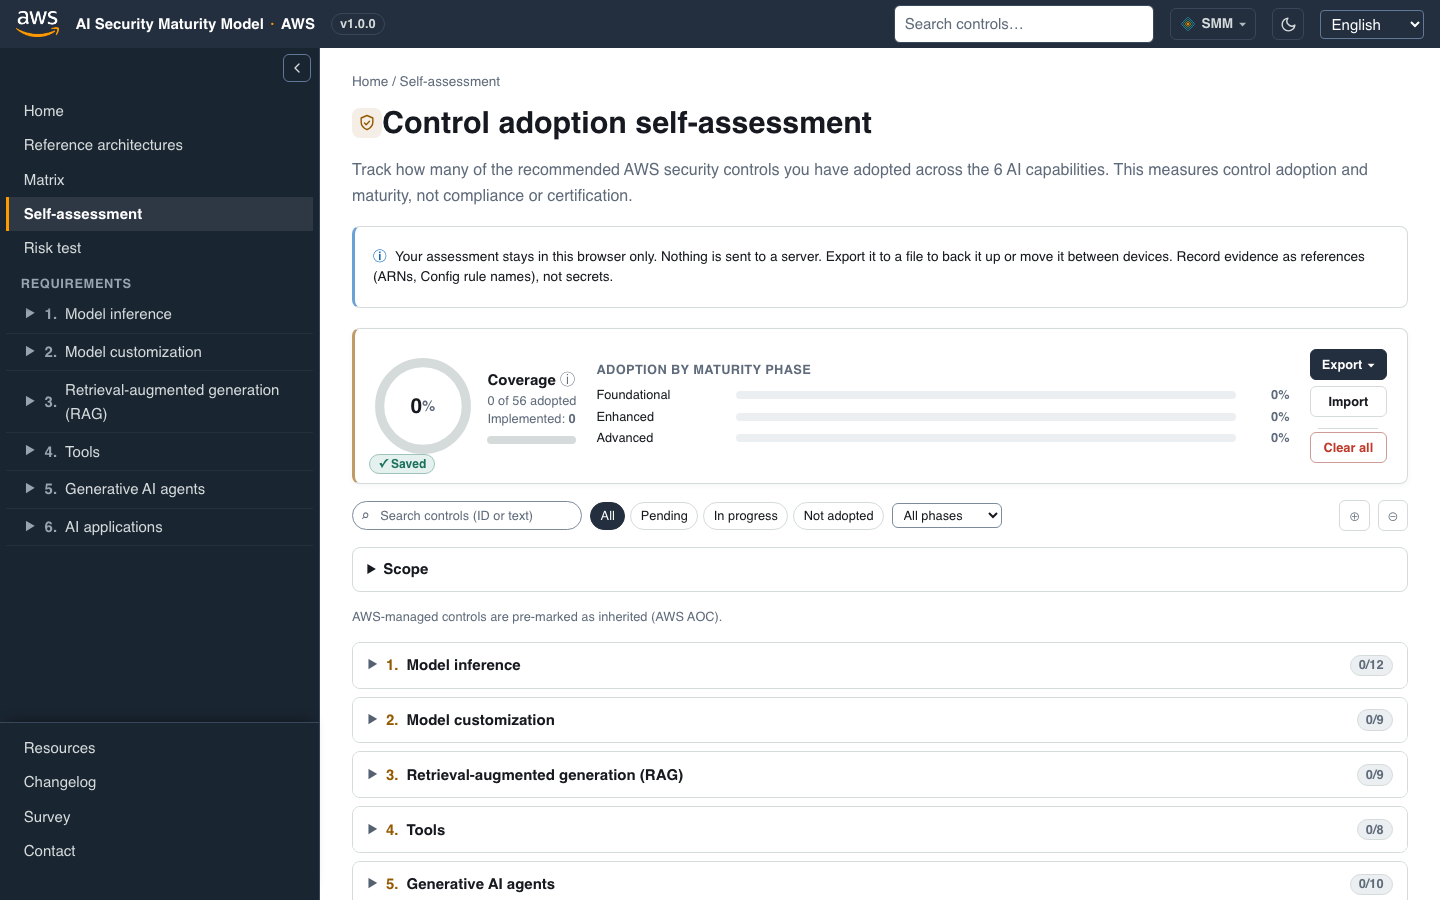 aws AI Security Maturity Model · AWS v1.0.0 Search controls… SMM English
Home
Reference architectures
Matrix
Self-assessment
Risk test
REQUIREMENTS
1. Model inference
2. Model customization
3. Retrieval-augmented generation
(RAG)
4. Tools
5. Generative AI agents
6. AI applications
Resources
Changelog
Survey
Contact
Home / Self-assessment
Control adoption self-assessment
Track how many of the recommended AWS security controls you have adopted across the 6 AI capabilities. This measures control adoption and
maturity, not compliance or certification.
ⓘ Your assessment stays in this browser only. Nothing is sent to a server. Export it to a file to back it up or move it between devices. Record evidence as references
(ARNs, Config rule names), not secrets.
0%
✓ Saved
Coverage ⓘ
0 of 56 adopted
Implemented: 0
ADOPTION BY MATURITY PHASE
Foundational 0%
Enhanced 0%
Advanced 0%
Export
Import
Clear all
Search controls (ID or text) All Pending In progress Not adopted All phases
Scope
AWS-managed controls are pre-marked as inherited (AWS AOC).
1. Model inference 0/12
2. Model customization 0/9
3. Retrieval-augmented generation (RAG) 0/9
4. Tools 0/8
5. Generative AI agents 0/10